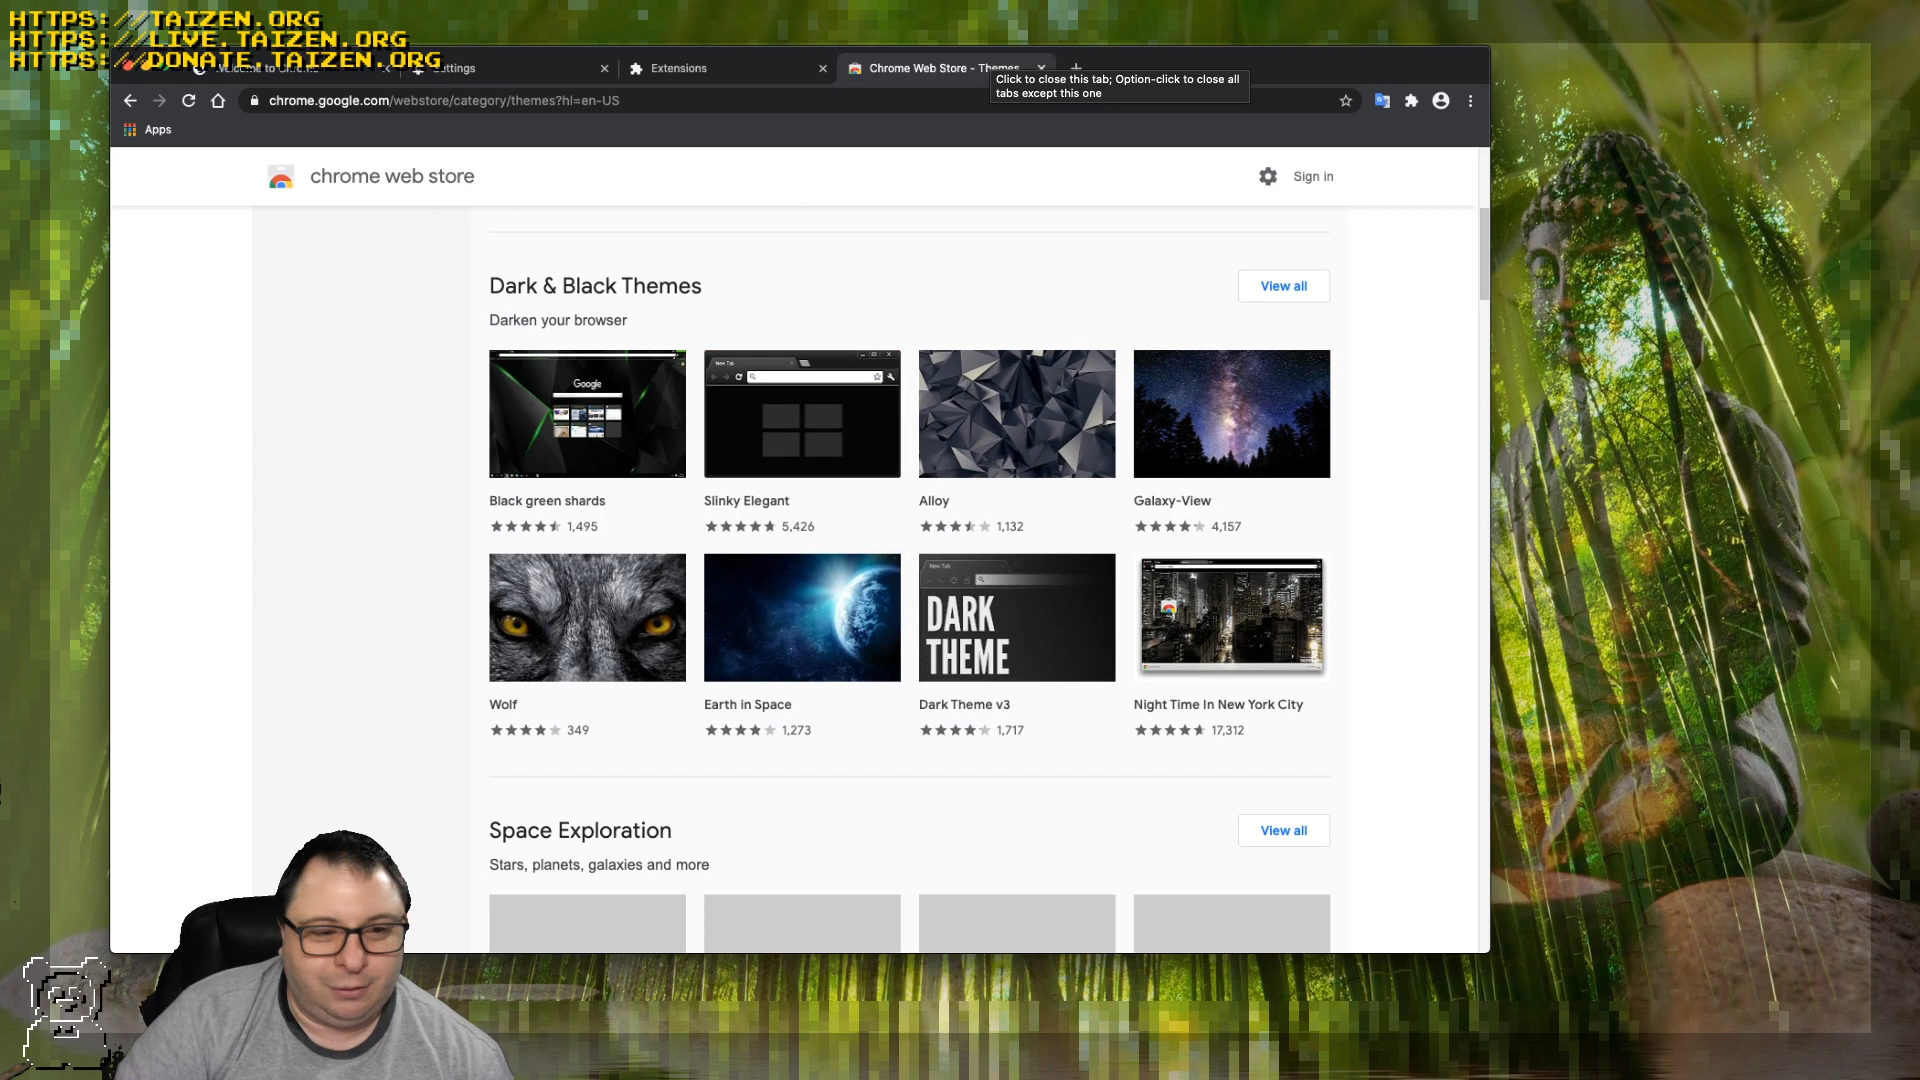 HTTPS://TAIZEN.ORG
HTTPS://LIVE.TAIZEN.ORG
HTTPS://DONATE.TAIZEN.ORG
Extensions
Chrome Web Store - Themes
Click to close this tab; Option-click to close all
tabs except this one
chrome.google.com/webstore/category/themes?hl=en-US
Apps
chrome web store
Sign in
Dark & Black Themes
View all
Darken your browser
Google
New Tab
Black green shards
Slinky Elegant
Alloy
Galaxy-View
1,495
5,426
1,132
4,157
New Tab
DARK
THEME
Wolf
Earth in Space
Dark Theme v3
Night Time In New York City
349
1,273
1,717
17,312
Space Exploration
View all
Stars, planets, galaxies and more